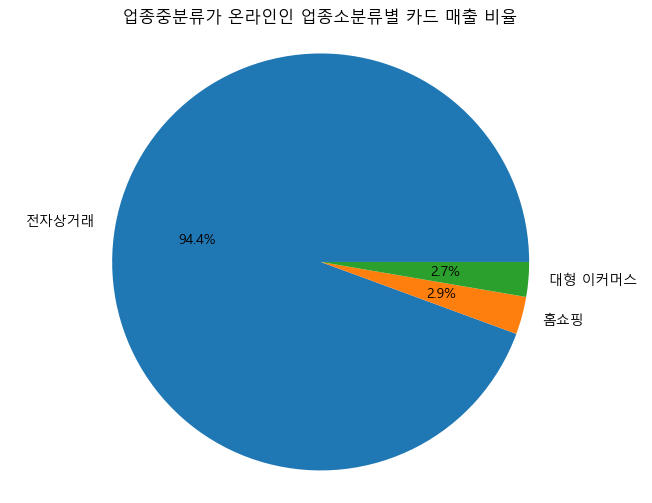 업종중분류가 온라인인 업종소분류별 카드 매출 비율
전자상거래
94.4%
2.7%
대형 이커머스
2.9%
홈쇼핑